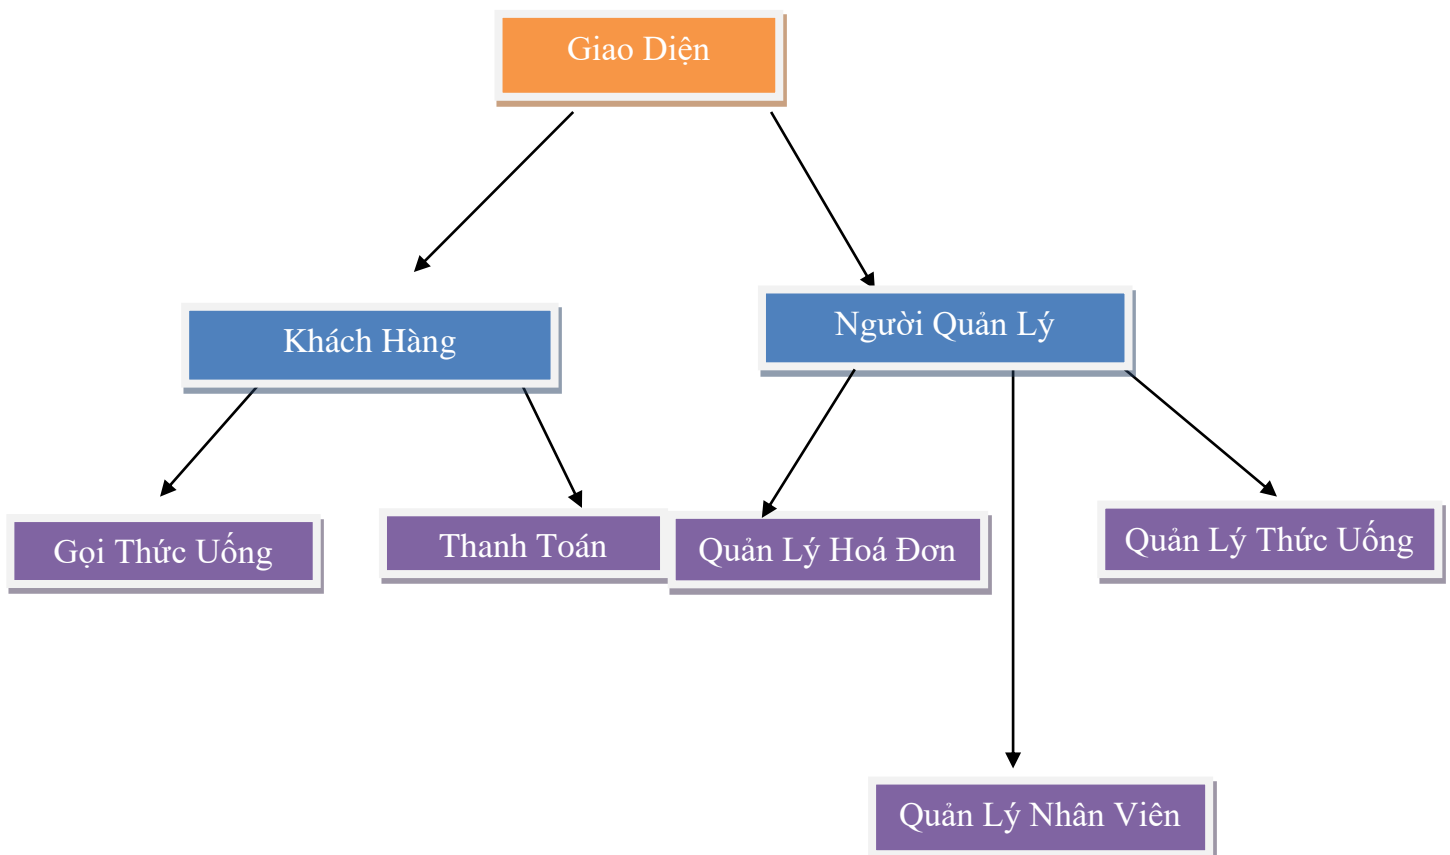 Giao Diện
Khách Hàng
Người Quản Lý
Gọi Thức Uống
Thanh Toán
Quản Lý Hoá Đơn
Quản Lý Thức Uống
Quản Lý Nhân Viên